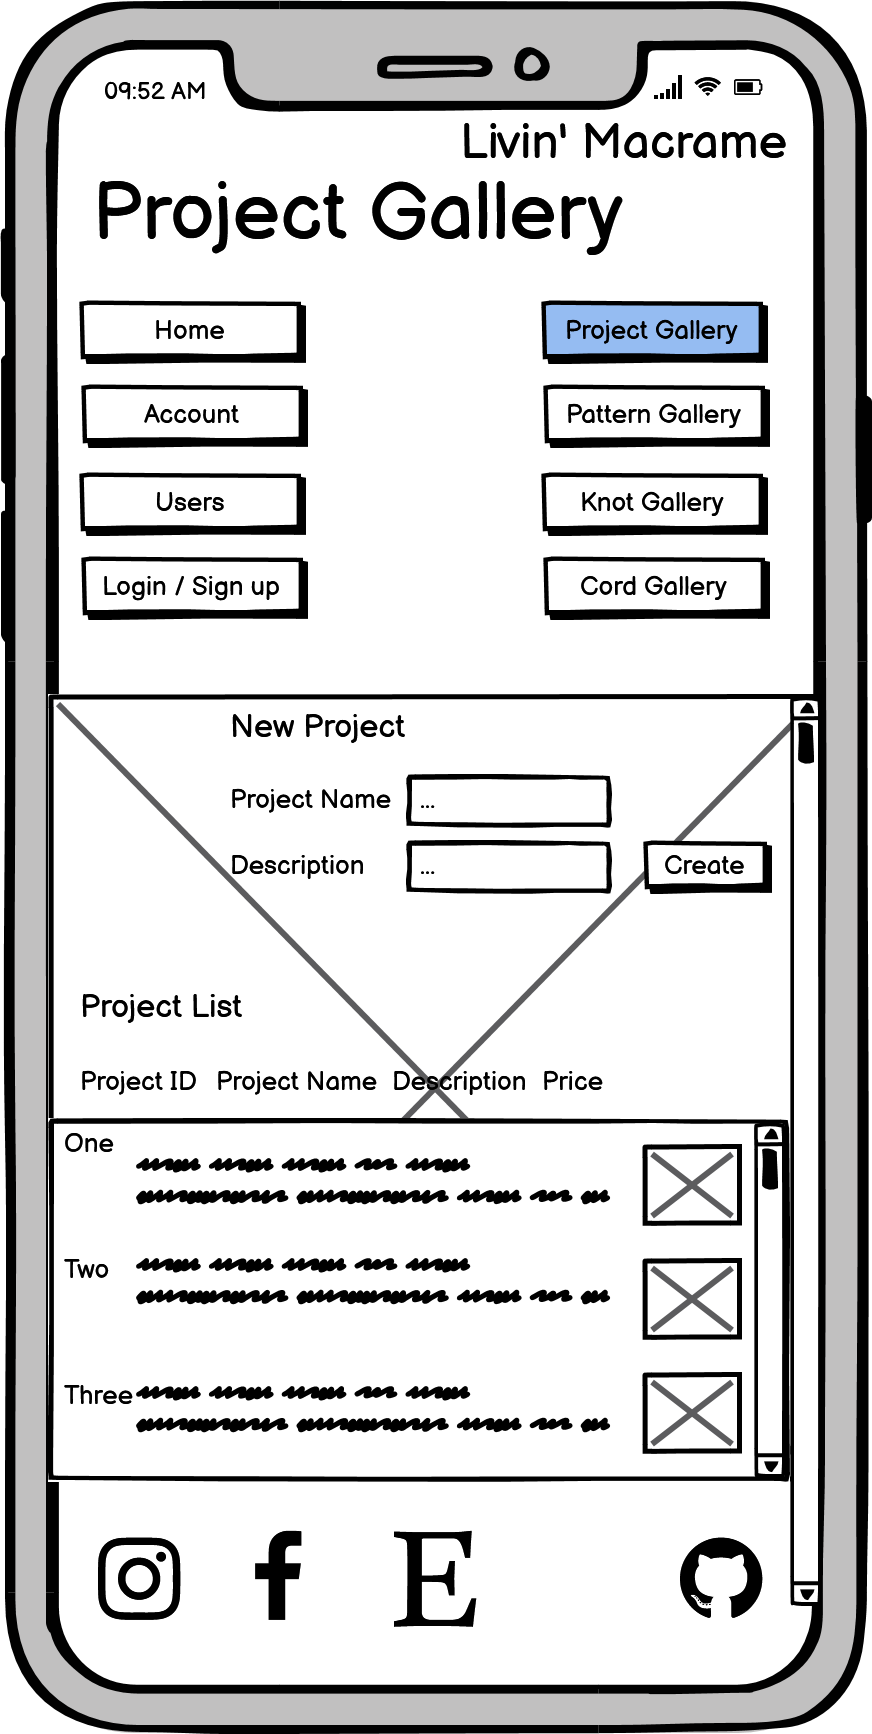 09:52 AM
Livin' Macrame
Project Gallery
Home
Project Gallery
Account
Pattern Gallery
Users
Knot Gallery
Login / Sign up
Cord Gallery
New Project
Project Name ...
Description ...
Create
Project List
Project ID Project Name Description Price
One
Two
Three
E